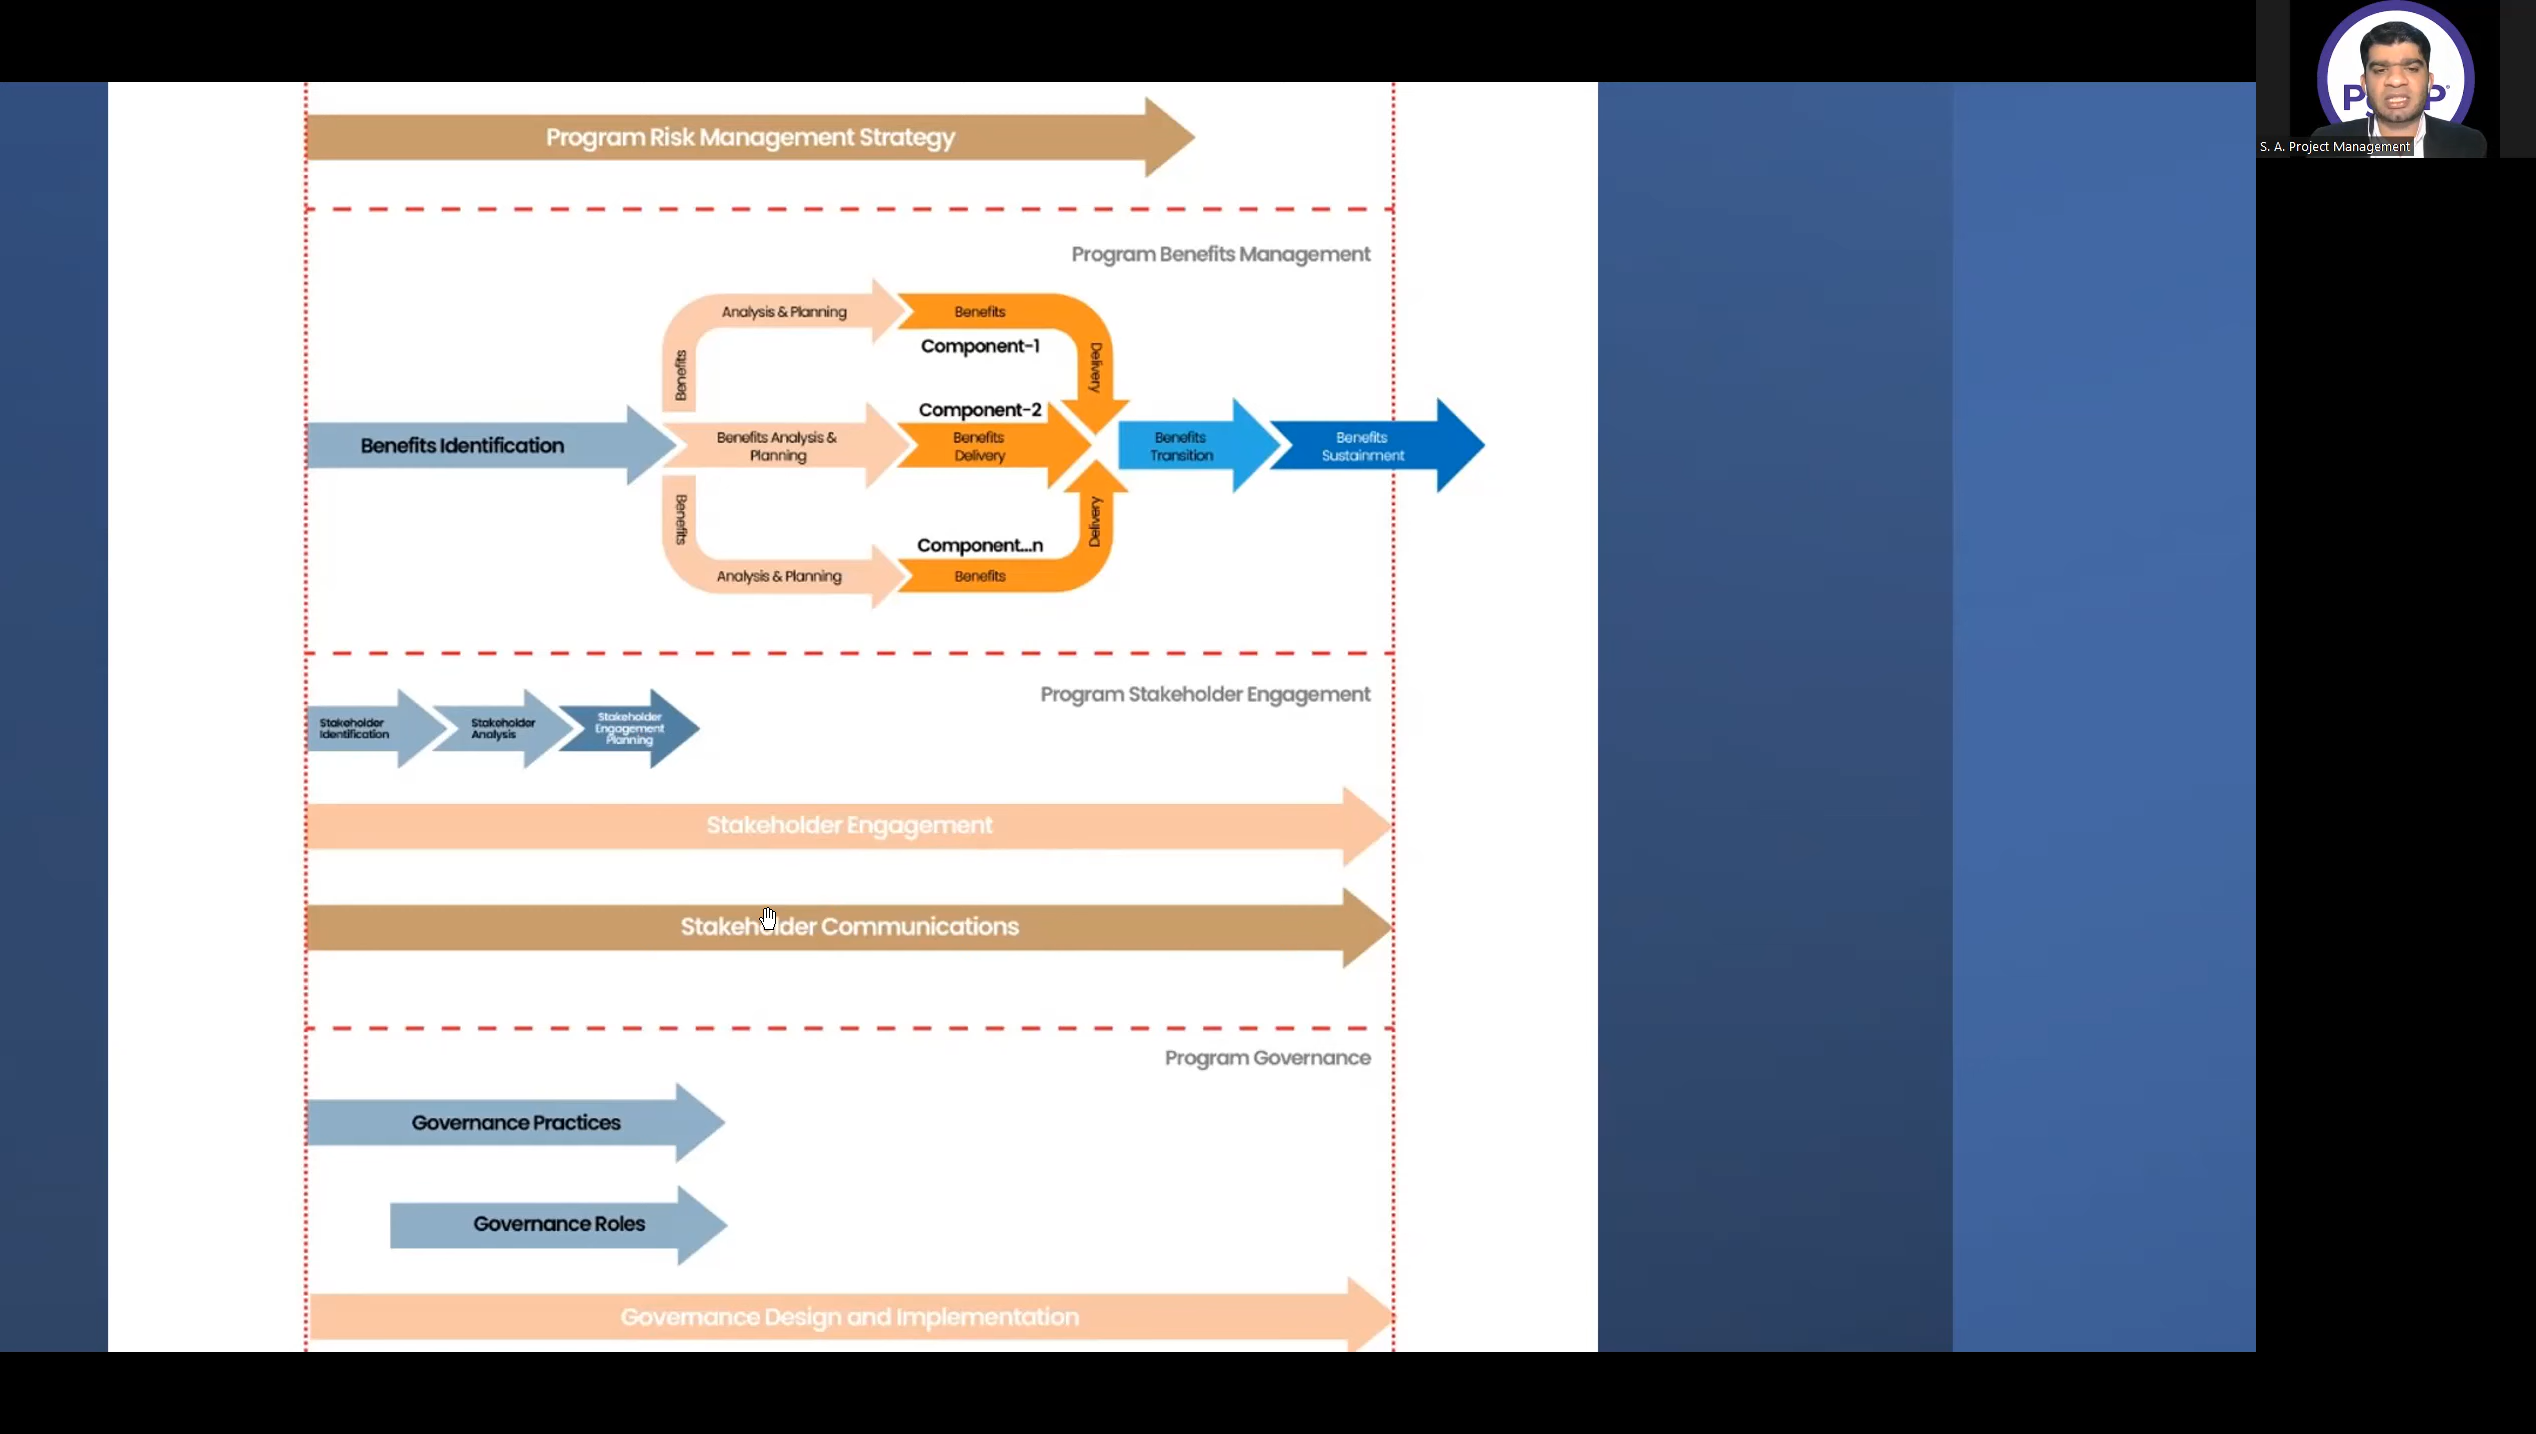 Program Risk Management Strategy
P P
S. A. Project Management
Program Benefits Management
Analysis & Planning
Benefits
Component-1
Benefits
Delivery
Component-2
Benefits Identification
Benefits Analysis &
Planning
Benefits
Delivery
Benefits
Transition
Benefits
Sustainment
Benefits
Delivery
Component...n
Analysis & Planning
Benefits
Program Stakeholder Engagement
Stakeholder
Identification
Stakeholder
Analysis
Stakeholder
Engagement
Planning
Stakeholder Engagement
Stakeholder Communications
Program Governance
Governance Practices
Governance Roles
Governance Design and Implementation